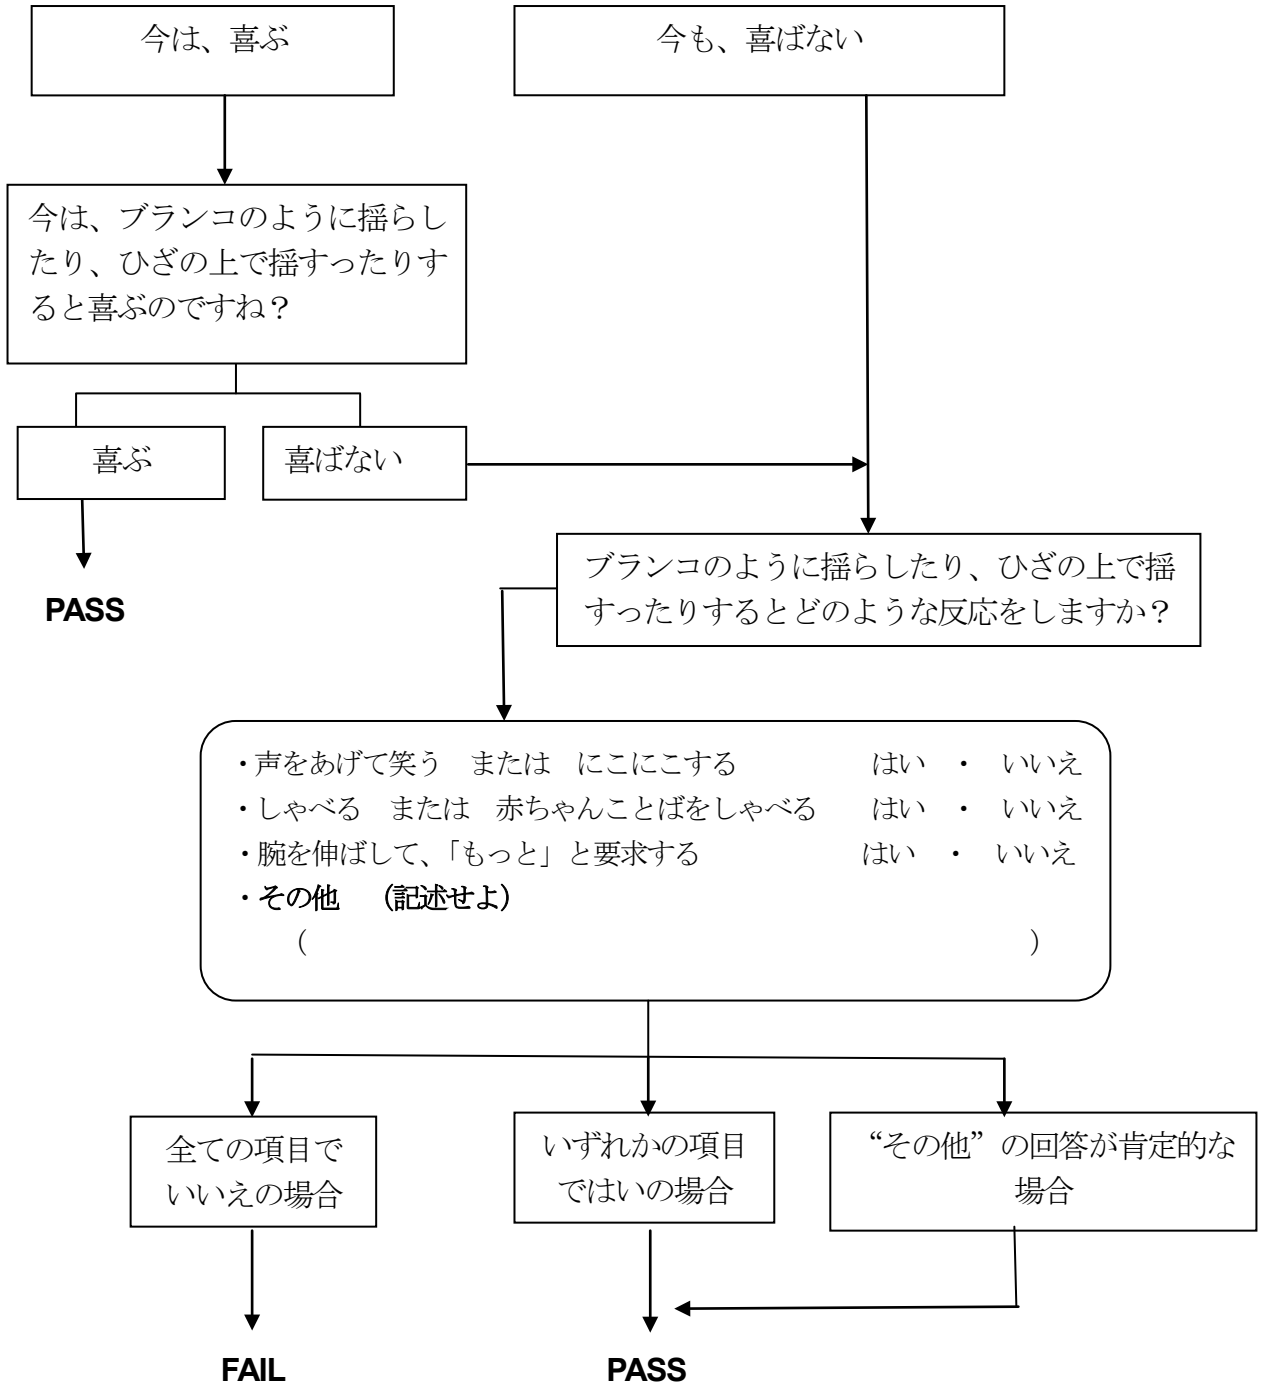 今は、喜ぶ
今も、喜ばない
今は、ブランコのように揺らし
たり、ひざの上で揺すったりす
ると喜ぶのですね？
喜ぶ
喜ばない
PASS
ブランコのように揺らしたり、ひざの上で揺
すったりするとどのような反応をしますか？
・声をあげて笑う　または　にこにこする　　　　　はい　・　いいえ
・しゃべる　または　赤ちゃんことばをしゃべる　　はい　・　いいえ
・腕を伸ばして、「もっと」と要求する　　　　　　はい　・　いいえ
・その他　（記述せよ）
（　　　　　　　　　　　　　　　　　　　　　　　　）
全ての項目で
いいえの場合
いずれかの項目
ではいの場合
“その他”の回答が肯定的な
場合
FAIL
PASS